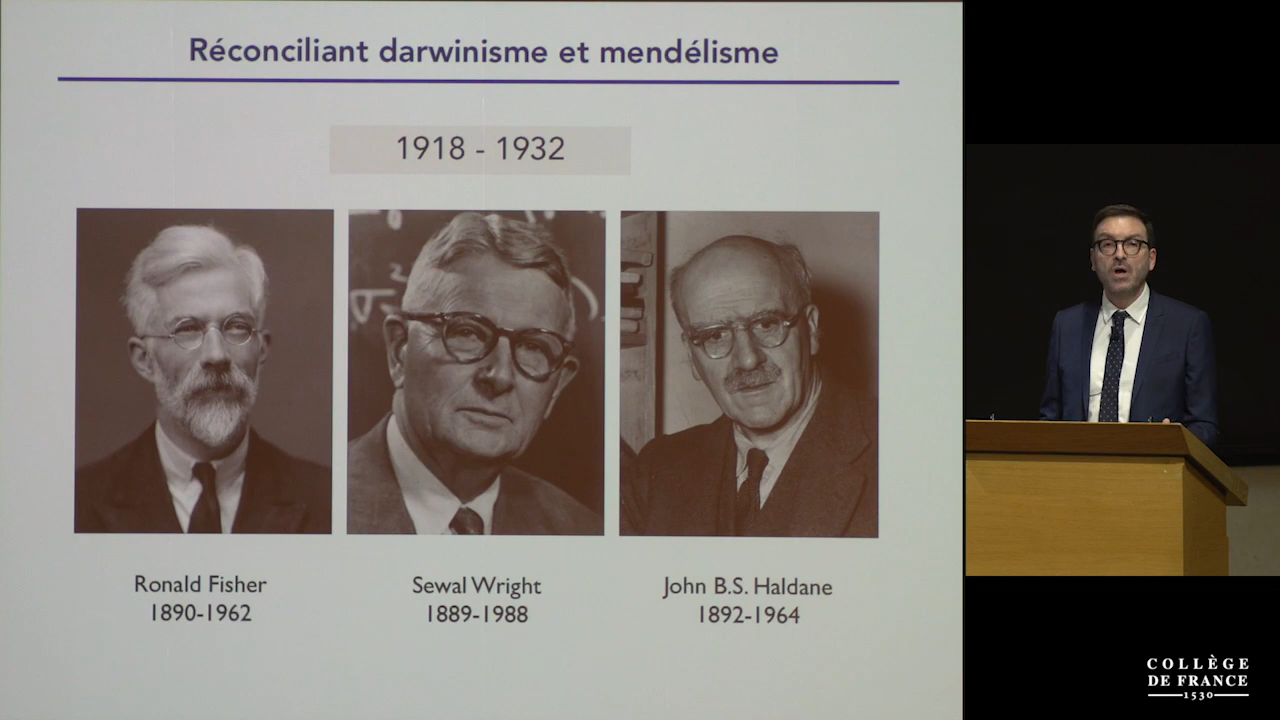 Réconciliant darwinisme et mendélisme
1918 - 1932
Ronald Fisher
1890-1962
Sewal Wright
1889-1988
John B.S. Haldane
1892-1964
COLLÈGE
DE FRANCE
1530